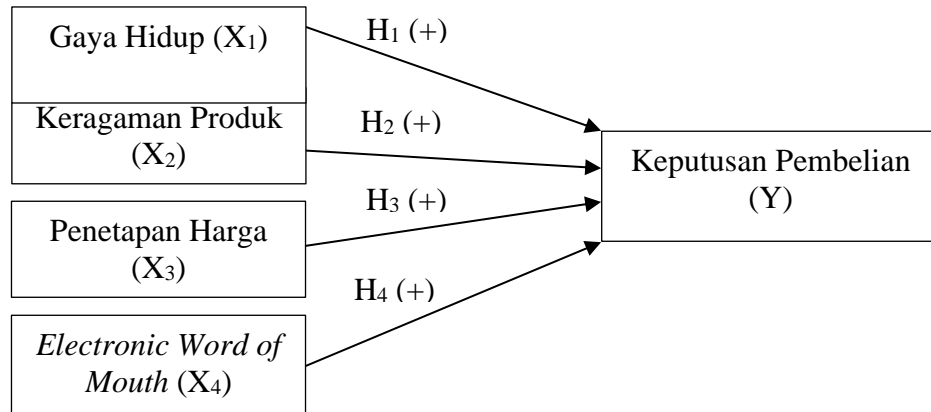 Gaya Hidup (X₁)
H₁ (+)
Keragaman Produk
(X₂)
H₂ (+)
Keputusan Pembelian
(Y)
Penetapan Harga
(X₃)
H₃ (+)
Electronic Word of
Mouth (X₄)
H₄ (+)